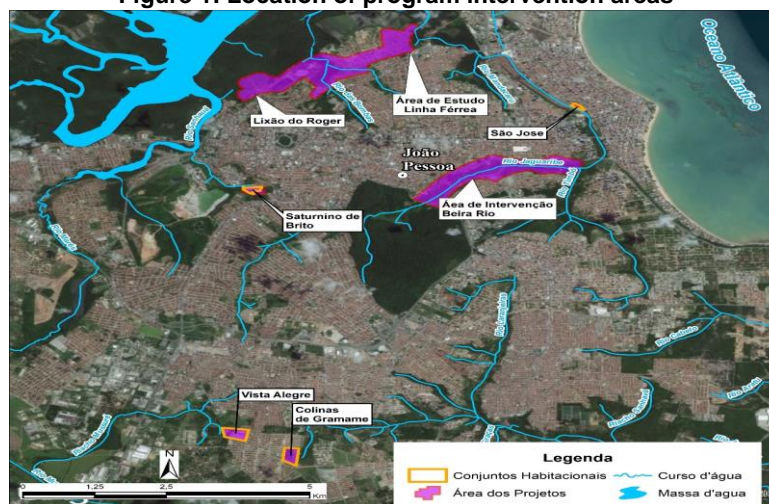 Figure 1. Location of program intervention areas
Oceano Atlântico
Área de Estudo
Linha Férrea
Lixão do Roger
São Jose
João
Pessoa
Rio Jaguaribe
Áea de Intervenção
Beira Rio
Saturnino de
Brito
Vista Alegre
Colinas
de Gramame
N
0
1,25
2,5
5
Km
Legenda
Conjuntos Habitacionais
Curso d'água
Área dos Projetos
Massa d'agua